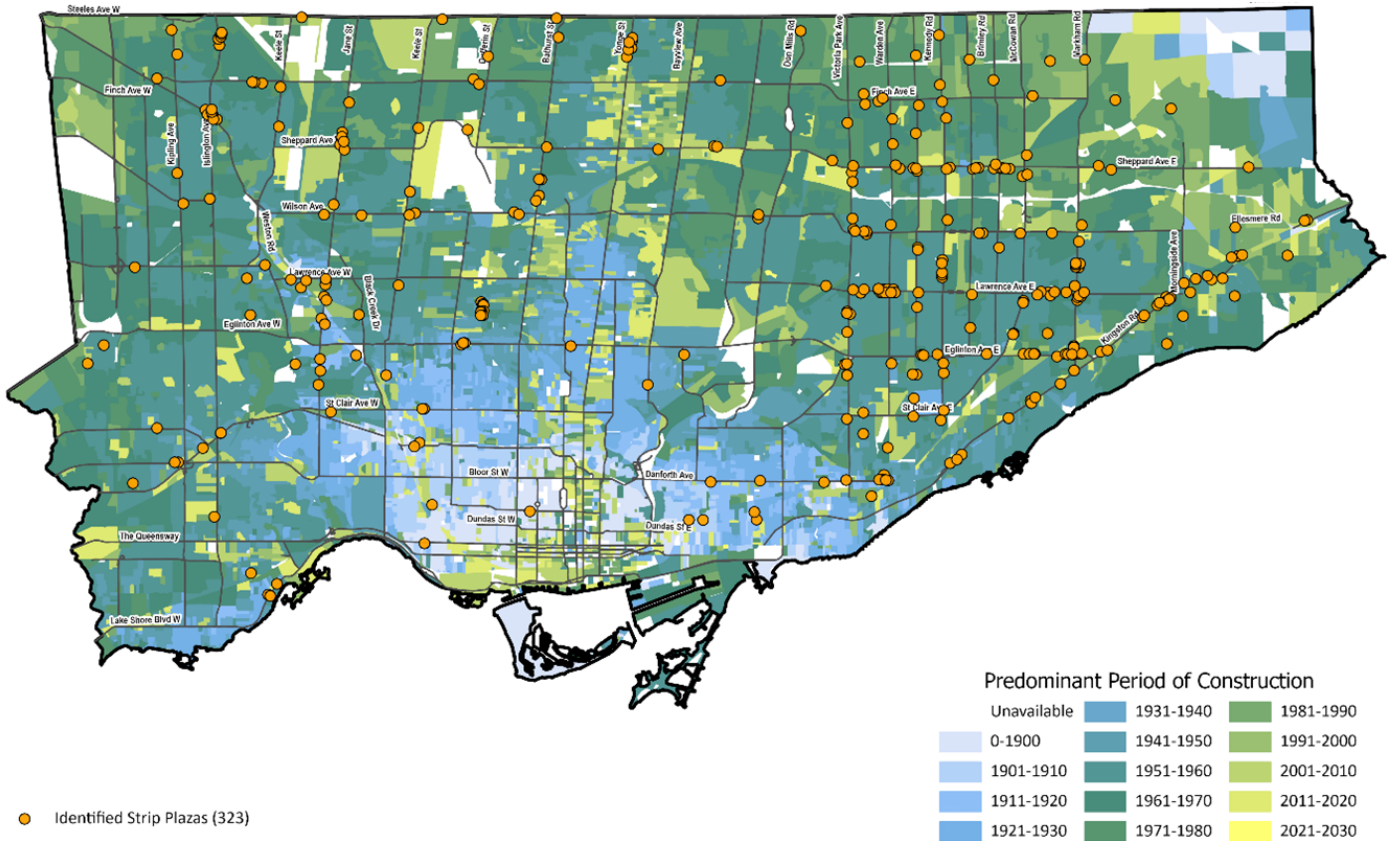 Steeles Ave W
Keele St
Jane St
Keele St
Bathurst St
Yonge St
Bayview Ave
Don Mills Rd
Victoria Park Ave
Warden Ave
Kennedy Rd
Brimley Rd
McCowan Rd
Markham Rd
Finch Ave W
Finch Ave E
Kipling Ave
Islington Ave
Sheppard Ave
Sheppard Ave E
Wilson Ave
Weston Rd
Ellesmere Rd
Morningside Ave
Lawrence Ave W
Black Creek Dr
Lawrence Ave E
Eglinton Ave W
Kingston Rd
Eglinton Ave E
St Clair Ave W
St Clair Ave E
Bloor St W
Danforth Ave
Dundas St W
Dundas St E
The Queensway
Lake Shore Blvd W
Predominant Period of Construction
Unavailable
0-1900
1901-1910
1911-1920
1921-1930
1931-1940
1941-1950
1951-1960
1961-1970
1971-1980
1981-1990
1991-2000
2001-2010
2011-2020
2021-2030
Identified Strip Plazas (323)